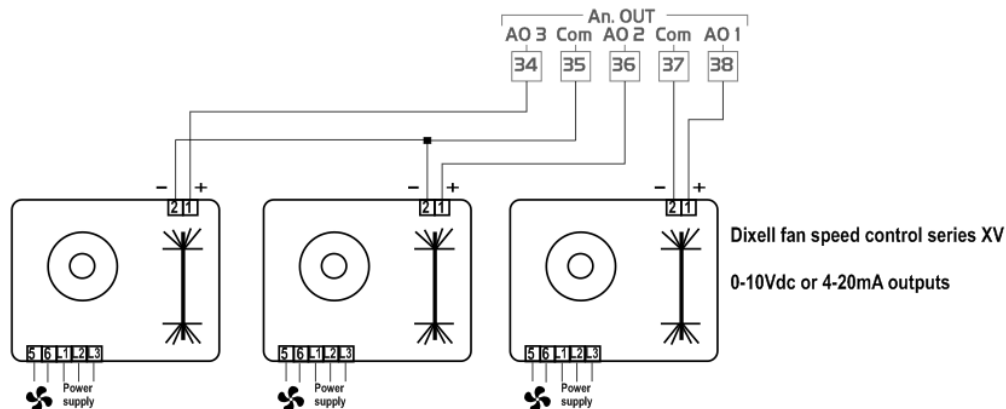 An. OUT
AO 3 Com AO 2 Com AO 1
34 35 36 37 38
− +
− +
− +
2 1
2 1
2 1
Dixell fan speed control series XV
0-10Vdc or 4-20mA outputs
5 6 L1 L2 L3
5 6 L1 L2 L3
5 6 L1 L2 L3
Power
supply
Power
supply
Power
supply